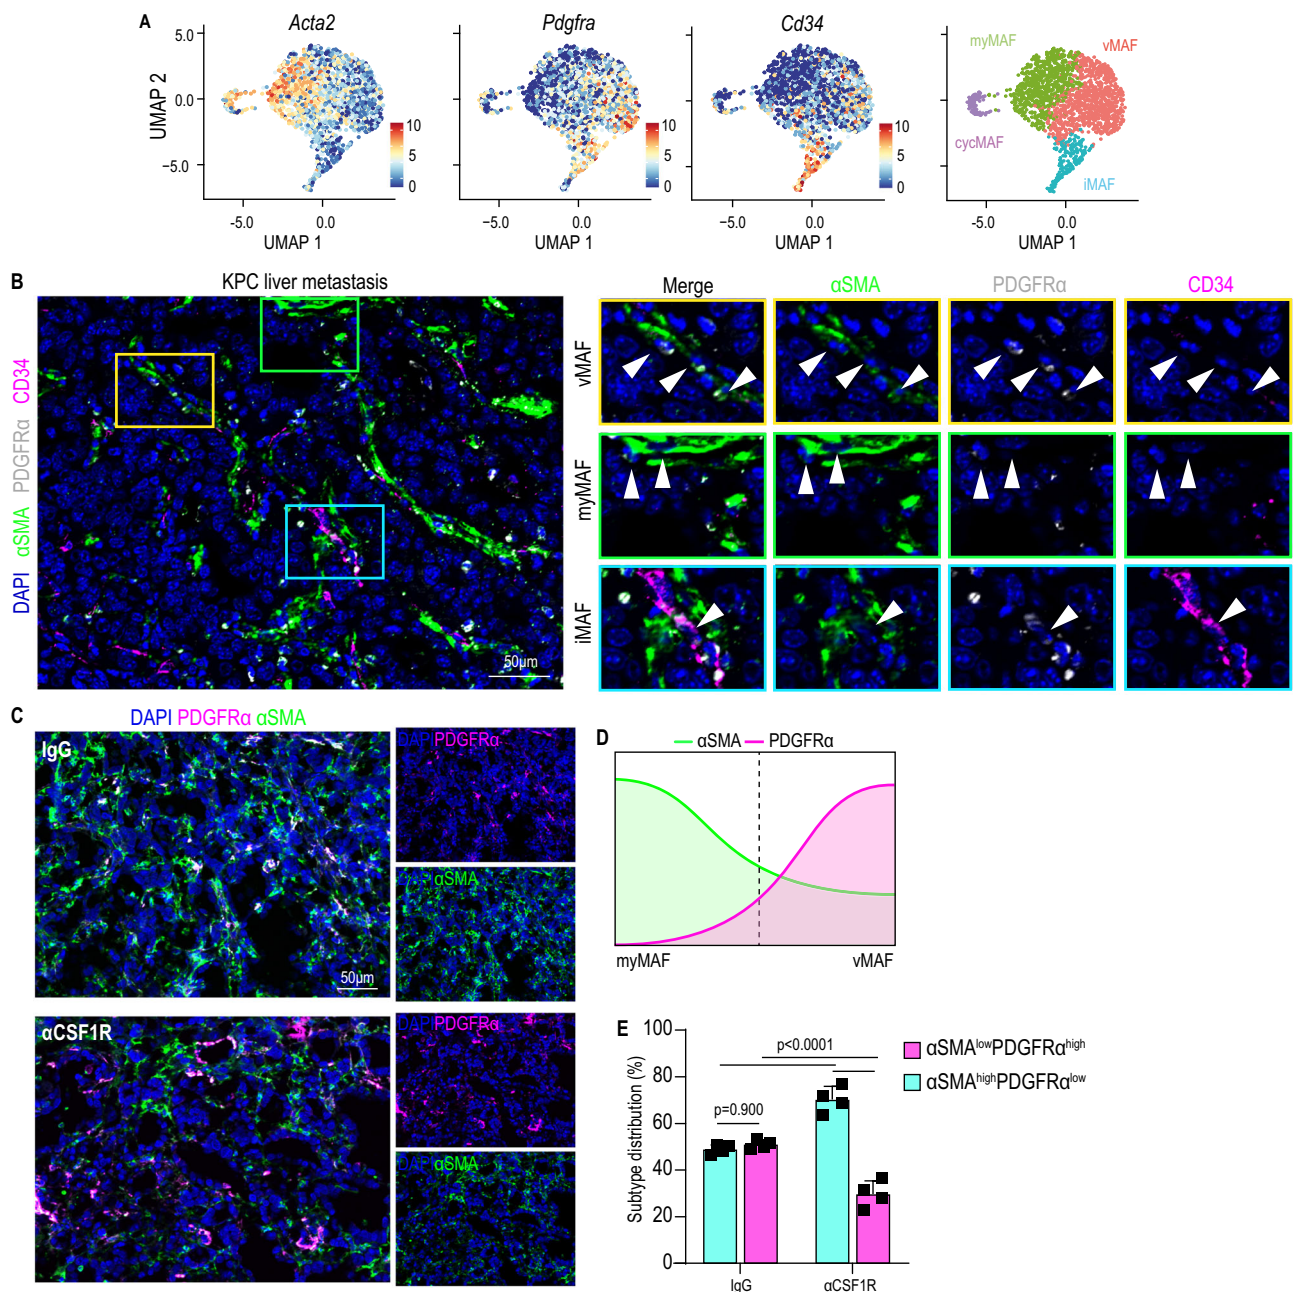 A
Acta2
Pdgfra
Cd34
UMAP 2
5.0
0.0
−5.0
10
5
0
10
5
0
10
5
0
myMAF
vMAF
cycMAF
iMAF
-5.0
0.0
−5.0
0.0
-5.0
0.0
-5.0
0.0
UMAP 1
UMAP 1
UMAP 1
UMAP 1
B
KPC liver metastasis
DAPI αSMA PDGFRα CD34
50µm
Merge
αSMA
PDGFRα
CD34
vMAF
myMAF
iMAF
C
DAPI PDGFRα αSMA
IgG
50µm
DAPI PDGFRα
DAPI αSMA
αCSF1R
DAPI PDGFRα
DAPI αSMA
D
αSMA
PDGFRα
myMAF
vMAF
E
Subtype distribution (%)
100
80
60
40
20
0
p=0.900
p<0.0001
IgG
αCSF1R
αSMAlowPDGFRαhigh
αSMAhighPDGFRαlow